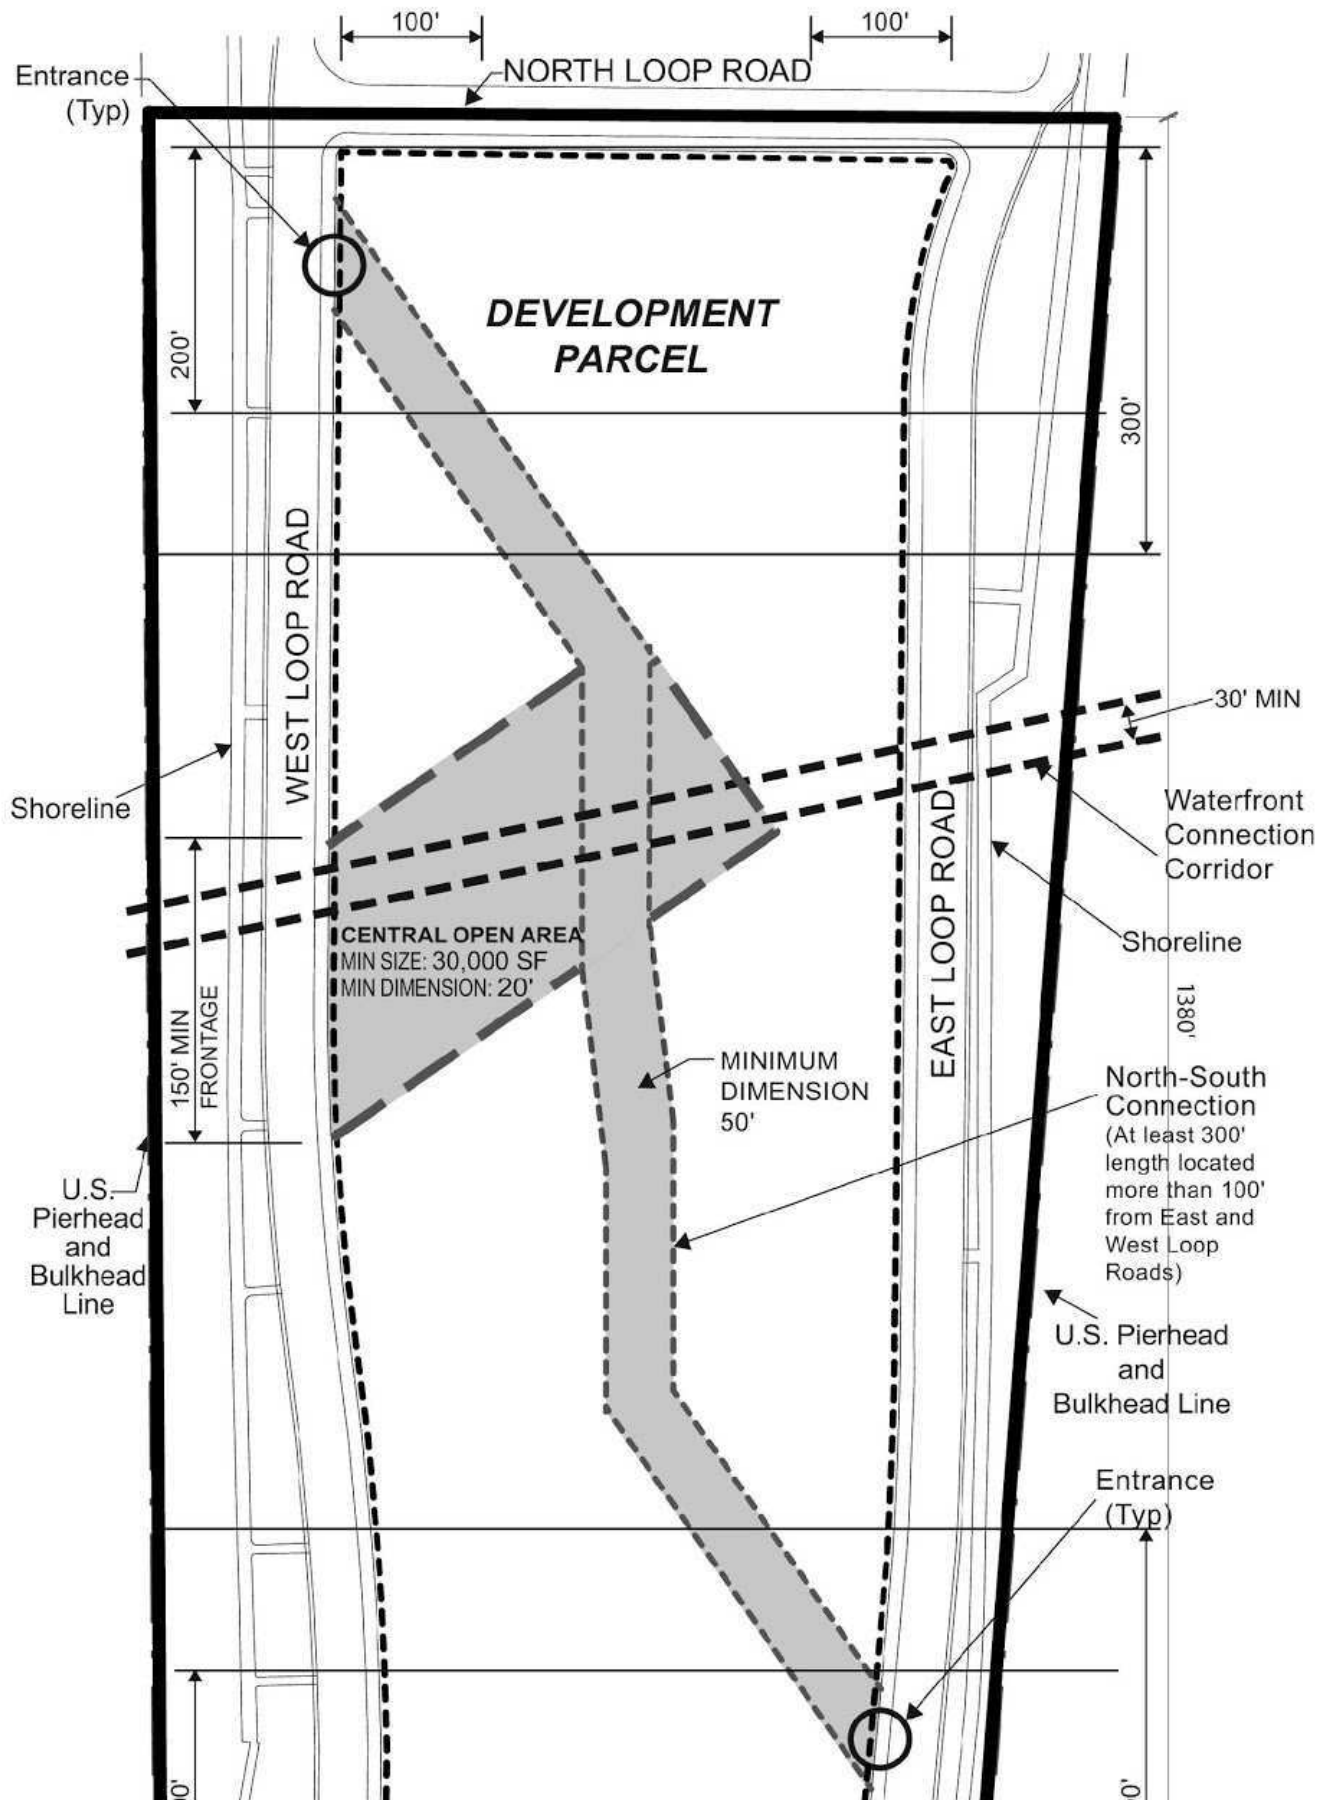 100'
100'
NORTH LOOP ROAD
Entrance
(Typ)
DEVELOPMENT
PARCEL
200'
300'
WEST LOOP ROAD
30' MIN
Shoreline
Waterfront
Connection
Corridor
EAST LOOP ROAD
Shoreline
CENTRAL OPEN AREA
MIN SIZE: 30,000 SF
MIN DIMENSION: 20'
150' MIN
FRONTAGE
1380'
MINIMUM
DIMENSION
50'
North-South
Connection
(At least 300'
length located
more than 100'
from East and
West Loop
Roads)
U.S.
Pierhead
and
Bulkhead
Line
U.S. Pierhead
and
Bulkhead Line
Entrance
(Typ)